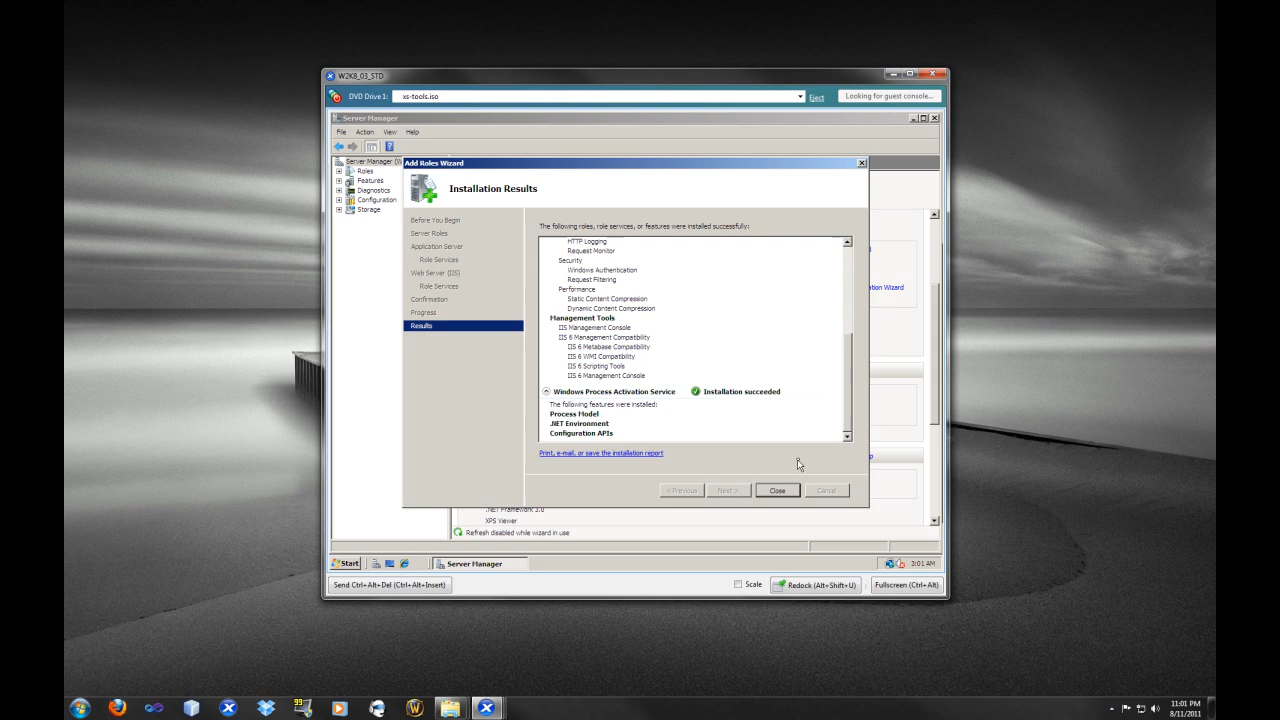 W2K8_03_STD
DVD Drive 1: xs-tools.iso Eject Looking for guest console...
Server Manager
File Action View Help
Server Manager (W
Roles
Features
Diagnostics
Configuration
Storage
Add Roles Wizard
Installation Results
Before You Begin
Server Roles
Application Server
Role Services
Web Server (IIS)
Role Services
Confirmation
Progress
Results
The following roles, role services, or features were installed successfully:
HTTP Logging
Request Monitor
Security
Windows Authentication
Request Filtering
Performance
Static Content Compression
Dynamic Content Compression
Management Tools
IIS Management Console
IIS 6 Management Compatibility
IIS 6 Metabase Compatibility
IIS 6 WMI Compatibility
IIS 6 Scripting Tools
IIS 6 Management Console
Windows Process Activation Service Installation succeeded
The following features were installed:
Process Model
.NET Environment
Configuration APIs
Print, e-mail, or save the installation report
< Previous Next > Close Cancel
ation Wizard
.NET Framework 3.0
XPS Viewer
Refresh disabled while wizard in use
Start Server Manager 3:01 AM
Send Ctrl+Alt+Del (Ctrl+Alt+Insert) Scale Redock (Alt+Shift+U) Fullscreen (Ctrl+Alt)
99
11:01 PM
8/11/2011